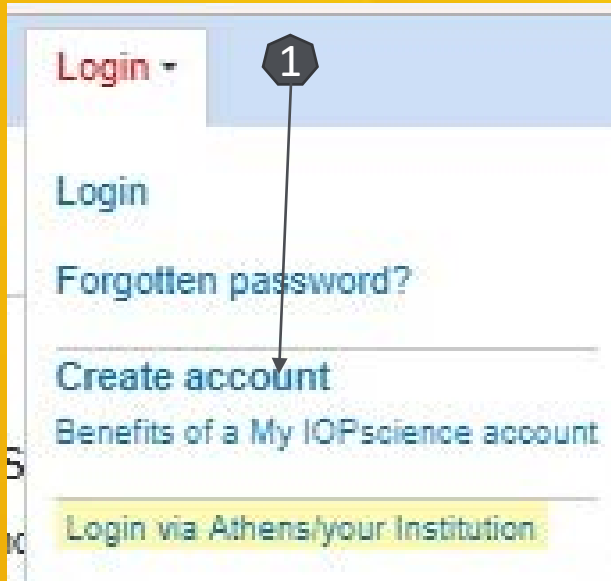 Login
1
Login
Forgotten password?
Create account
Benefits of a My IOPscience account
S
Login via Athens/your Institution